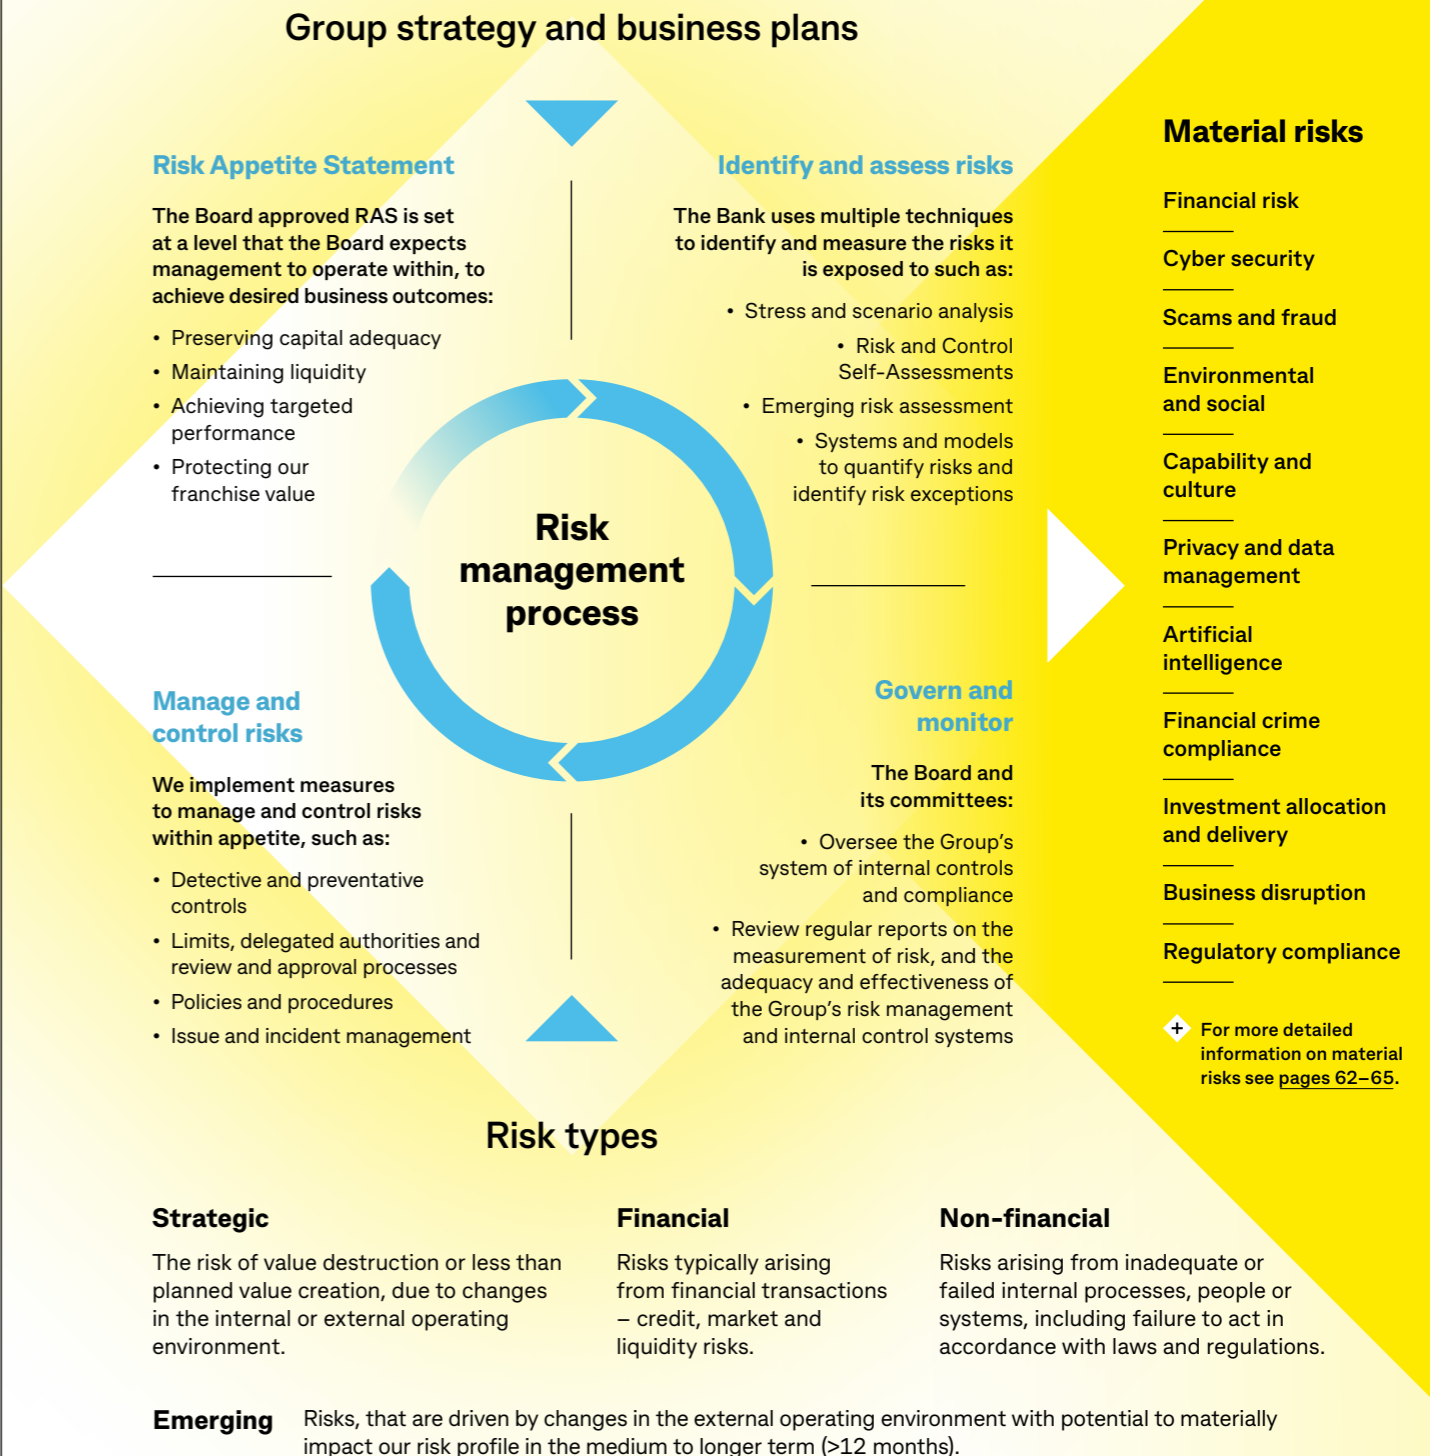 Group strategy and business plans
Risk Appetite Statement
The Board approved RAS is set
at a level that the Board expects
management to operate within, to
achieve desired business outcomes:
• Preserving capital adequacy
• Maintaining liquidity
• Achieving targeted
performance
• Protecting our
franchise value
Identify and assess risks
The Bank uses multiple techniques
to identify and measure the risks it
is exposed to such as:
• Stress and scenario analysis
• Risk and Control
Self-Assessments
• Emerging risk assessment
• Systems and models
to quantify risks and
identify risk exceptions
Risk
management
process
Manage and
control risks
We implement measures
to manage and control risks
within appetite, such as:
• Detective and preventative
controls
• Limits, delegated authorities and
review and approval processes
• Policies and procedures
• Issue and incident management
Govern and
monitor
The Board and
its committees:
• Oversee the Group's
system of internal controls
and compliance
• Review regular reports on the
measurement of risk, and the
adequacy and effectiveness of
the Group's risk management
and internal control systems
Material risks
Financial risk
Cyber security
Scams and fraud
Environmental
and social
Capability and
culture
Privacy and data
management
Artificial
intelligence
Financial crime
compliance
Investment allocation
and delivery
Business disruption
Regulatory compliance
+ For more detailed
information on material
risks see pages 62–65.
Risk types
Strategic
The risk of value destruction or less than
planned value creation, due to changes
in the internal or external operating
environment.
Financial
Risks typically arising
from financial transactions
– credit, market and
liquidity risks.
Non-financial
Risks arising from inadequate or
failed internal processes, people or
systems, including failure to act in
accordance with laws and regulations.
Emerging
Risks, that are driven by changes in the external operating environment with potential to materially
impact our risk profile in the medium to longer term (>12 months).